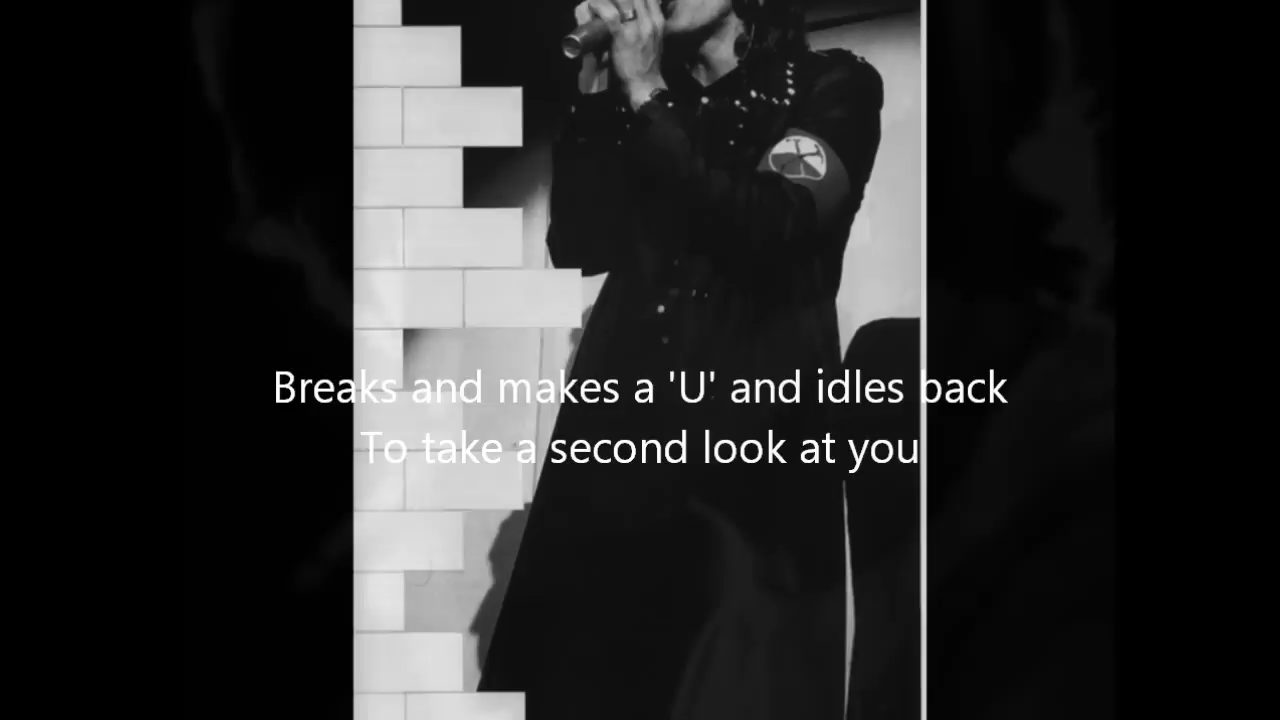 Breaks and makes a 'U' and idles back
To take a second look at you